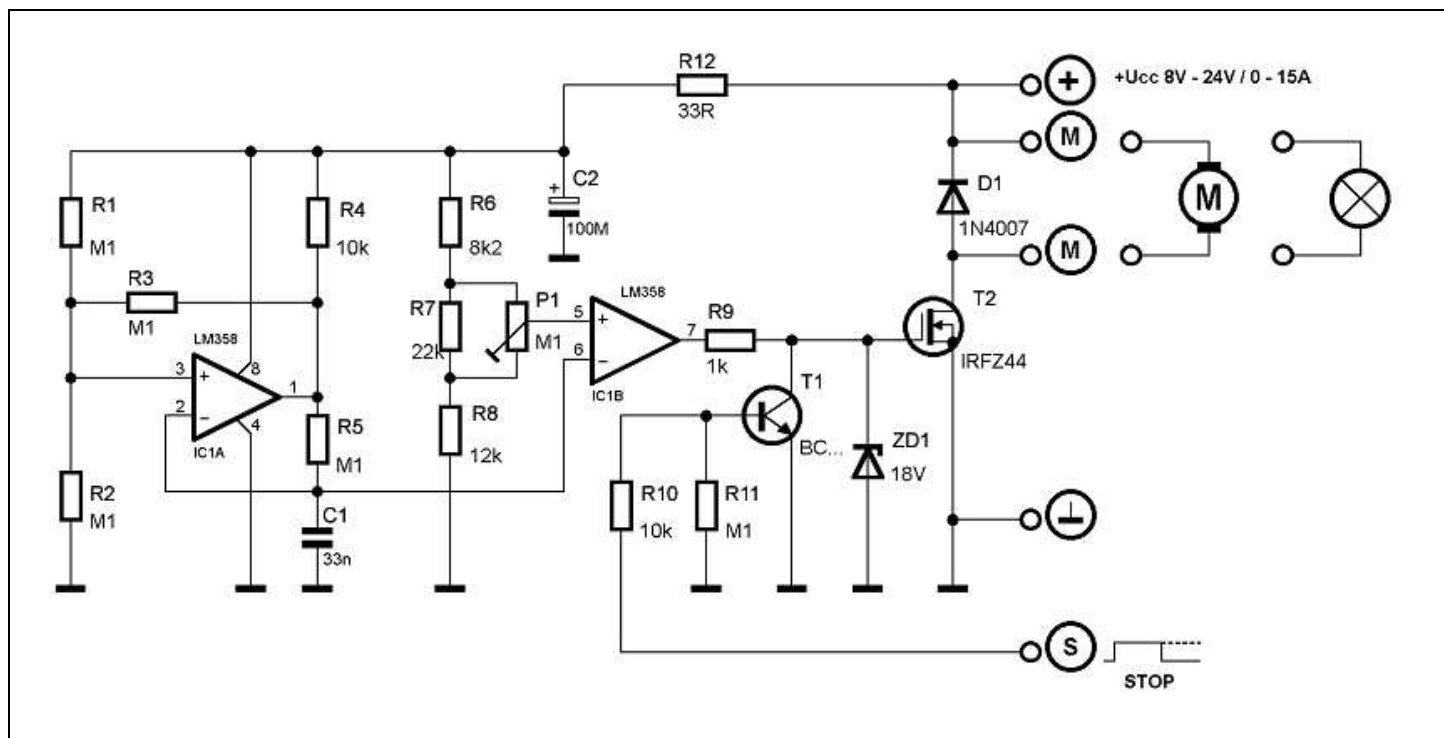 R12
33R
+
+Ucc 8V - 24V / 0 - 15A
M
R1
M1
R4
10k
R6
8k2
+
C2
100M
D1
1N4007
M
M
R3
M1
LM358
3
+
8
1
2
−
4
IC1A
R5
M1
R7
22k
P1
M1
LM358
5
+
7
6
−
IC1B
R9
1k
T2
IRFZ44
T1
BC...
R8
12k
ZD1
18V
R2
M1
C1
33n
R10
10k
R11
M1
S
STOP